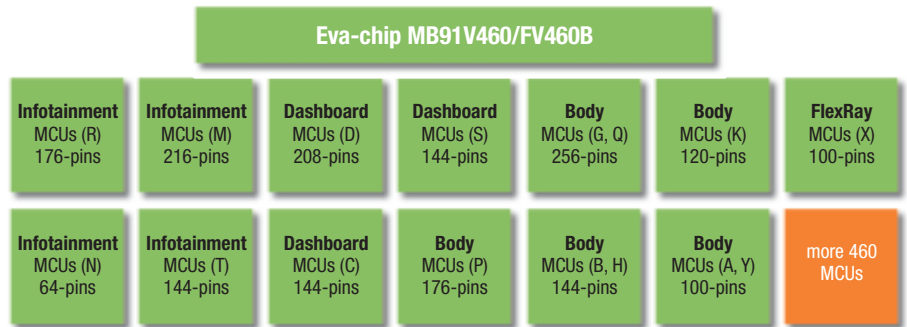 Eva-chip MB91V460/FV460B
Infotainment
MCUs (R)
176-pins
Infotainment
MCUs (M)
216-pins
Dashboard
MCUs (D)
208-pins
Dashboard
MCUs (S)
144-pins
Body
MCUs (G, Q)
256-pins
Body
MCUs (K)
120-pins
FlexRay
MCUs (X)
100-pins
Infotainment
MCUs (N)
64-pins
Infotainment
MCUs (T)
144-pins
Dashboard
MCUs (C)
144-pins
Body
MCUs (P)
176-pins
Body
MCUs (B, H)
144-pins
Body
MCUs (A, Y)
100-pins
more 460
MCUs